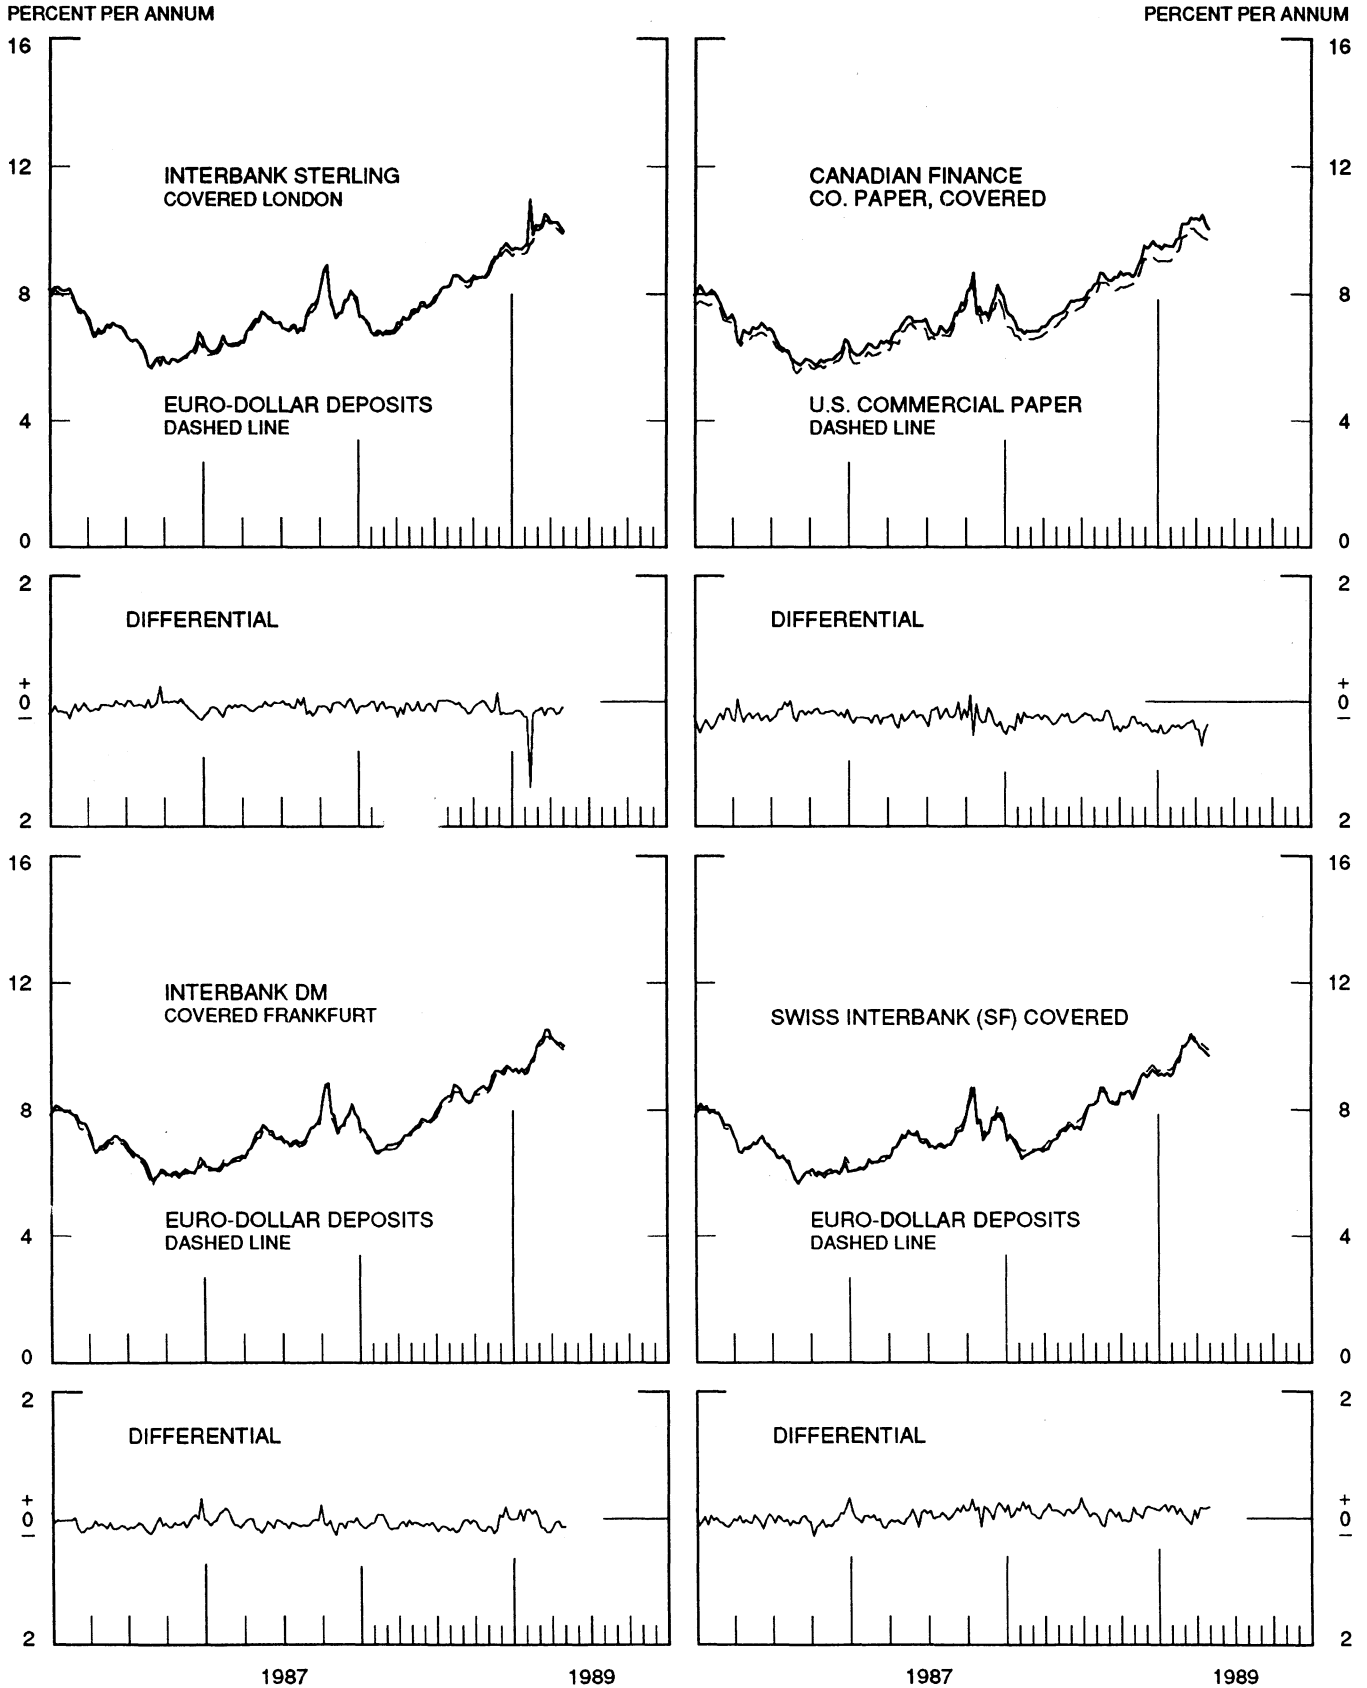 PERCENT PER ANNUM
PERCENT PER ANNUM
16
16
12
12
INTERBANK STERLING
COVERED LONDON
CANADIAN FINANCE
CO. PAPER, COVERED
8
8
EURO-DOLLAR DEPOSITS
DASHED LINE
U.S. COMMERCIAL PAPER
DASHED LINE
4
4
0
0
2
2
DIFFERENTIAL
DIFFERENTIAL
+
0
–
+
0
–
2
2
16
16
12
12
INTERBANK DM
COVERED FRANKFURT
SWISS INTERBANK (SF) COVERED
8
8
EURO-DOLLAR DEPOSITS
DASHED LINE
EURO-DOLLAR DEPOSITS
DASHED LINE
4
4
0
0
2
2
DIFFERENTIAL
DIFFERENTIAL
+
0
–
+
0
–
2
2
1987
1989
1987
1989